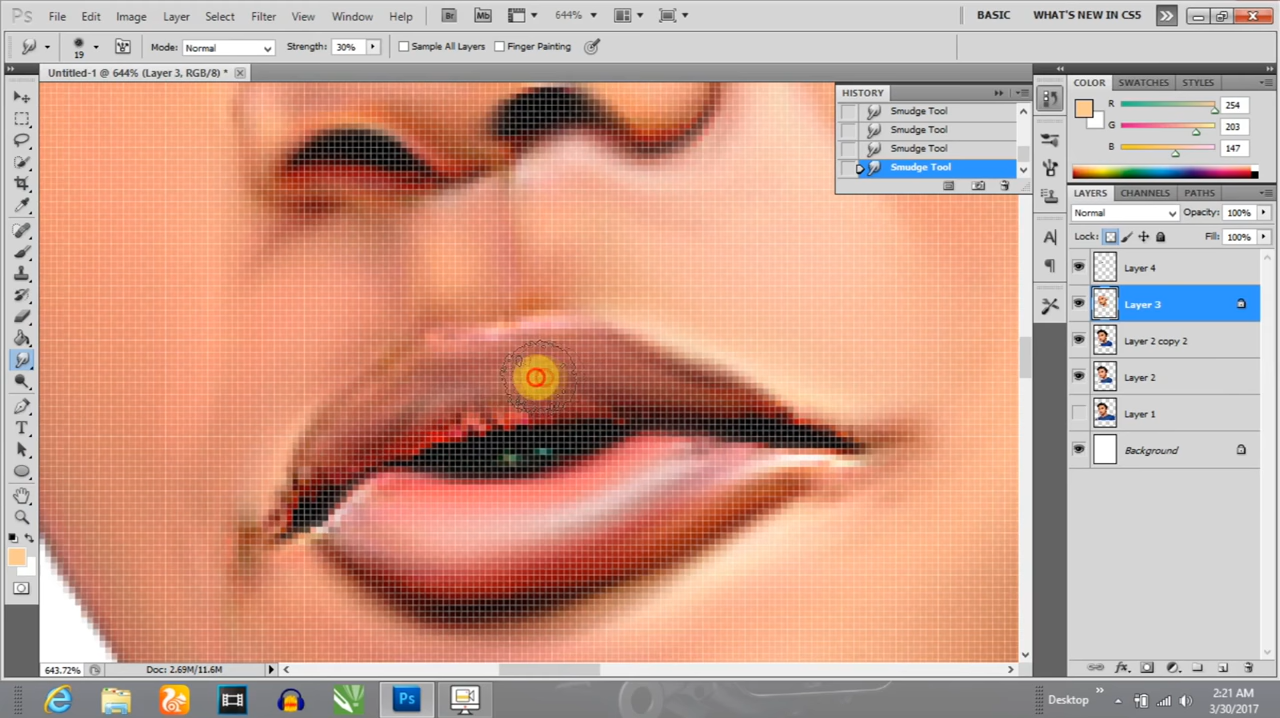 Ps File Edit Image Layer Select Filter View Window Help Br Mb 644% BASIC WHAT'S NEW IN CS5
19 Mode: Normal Strength: 30% Sample All Layers Finger Painting
Untitled-1 @ 644% (Layer 3, RGB/8) *
HISTORY
Smudge Tool
Smudge Tool
Smudge Tool
Smudge Tool
COLOR SWATCHES STYLES
R 254
G 203
B 147
LAYERS CHANNELS PATHS
Normal Opacity: 100%
Lock: Fill: 100%
Layer 4
Layer 3
Layer 2 copy 2
Layer 2
Layer 1
Background
643.72% Doc: 2.69M/11.6M
Ps Desktop 2:21 AM
3/30/2017